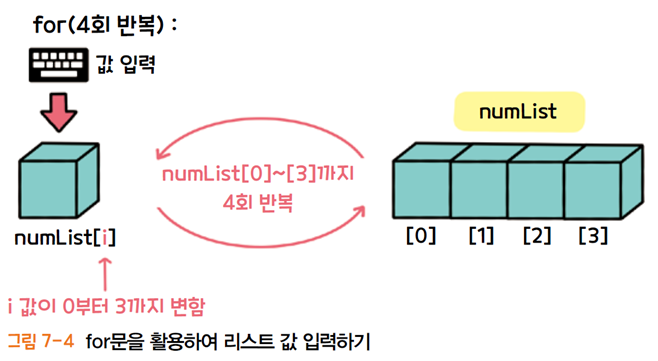 for(4회 반복) :
값 입력
numList
numList[0]~[3]까지
4회 반복
numList[i]
[0] [1] [2] [3]
i 값이 0부터 3까지 변함
그림 7-4 for문을 활용하여 리스트 값 입력하기